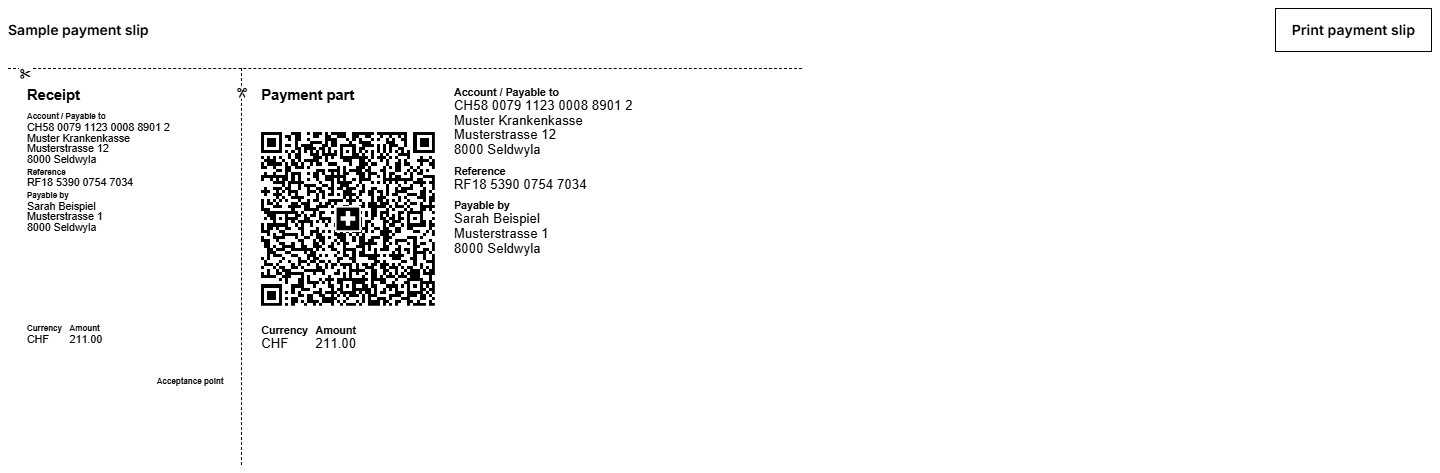 Sample payment slip
Print payment slip
Receipt
Account / Payable to
CH58 0079 1123 0008 8901 2
Muster Krankenkasse
Musterstrasse 12
8000 Seldwyla
Reference
RF18 5390 0754 7034
Payable by
Sarah Beispiel
Musterstrasse 1
8000 Seldwyla
Currency Amount
CHF 211.00
Acceptance point
Payment part
Currency Amount
CHF 211.00
Account / Payable to
CH58 0079 1123 0008 8901 2
Muster Krankenkasse
Musterstrasse 12
8000 Seldwyla
Reference
RF18 5390 0754 7034
Payable by
Sarah Beispiel
Musterstrasse 1
8000 Seldwyla